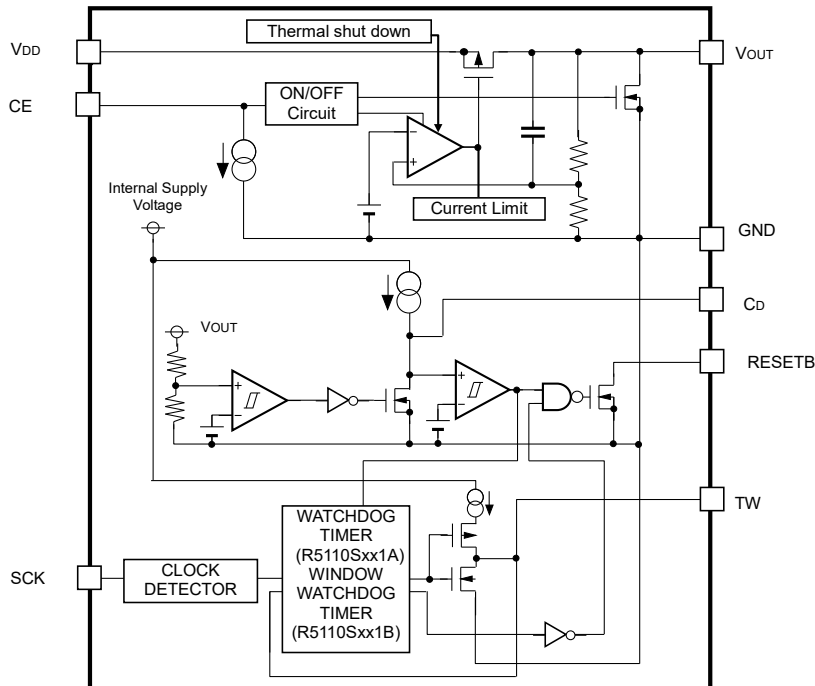 Thermal shut down
VDD
VOUT
CE
ON/OFF
Circuit
−
+
Internal Supply
Voltage
Current Limit
GND
CD
VOUT
RESETB
+
−
+
−
TW
WATCHDOG
TIMER
(R5110Sxx1A)
WINDOW
WATCHDOG
TIMER
(R5110Sxx1B)
SCK
CLOCK
DETECTOR